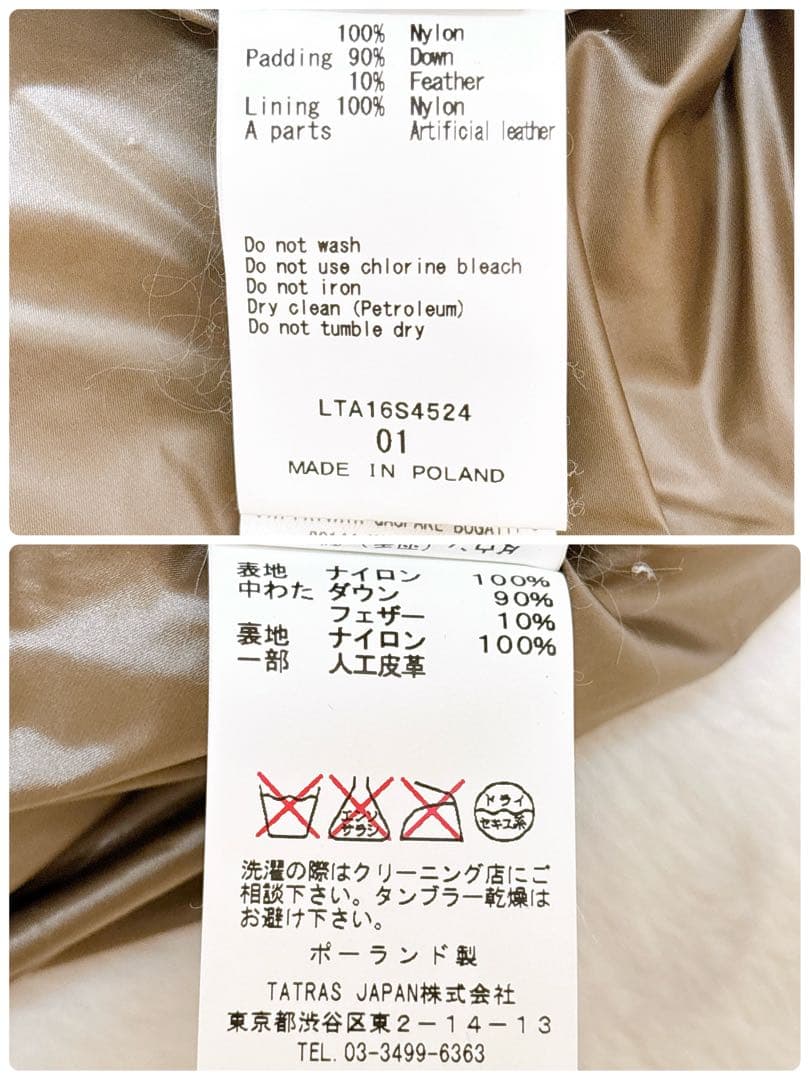 100% Nylon
Padding 90% Down
10% Feather
Lining 100% Nylon
A parts Artificial leather
Do not wash
Do not use chlorine bleach
Do not iron
Dry clean (Petroleum)
Do not tumble dry
LTA16S4524
01
MADE IN POLAND
表地 ナイロン 100%
中わた ダウン 90%
フェザー 10%
裏地 ナイロン 100%
一部 人工皮革
エンソ サラシ
ドライ
セキユ系
洗濯の際はクリーニング店にご
相談下さい。タンブラー乾燥は
お避け下さい。
ポーランド製
TATRAS JAPAN株式会社
東京都渋谷区東2-14-13
TEL. 03-3499-6363